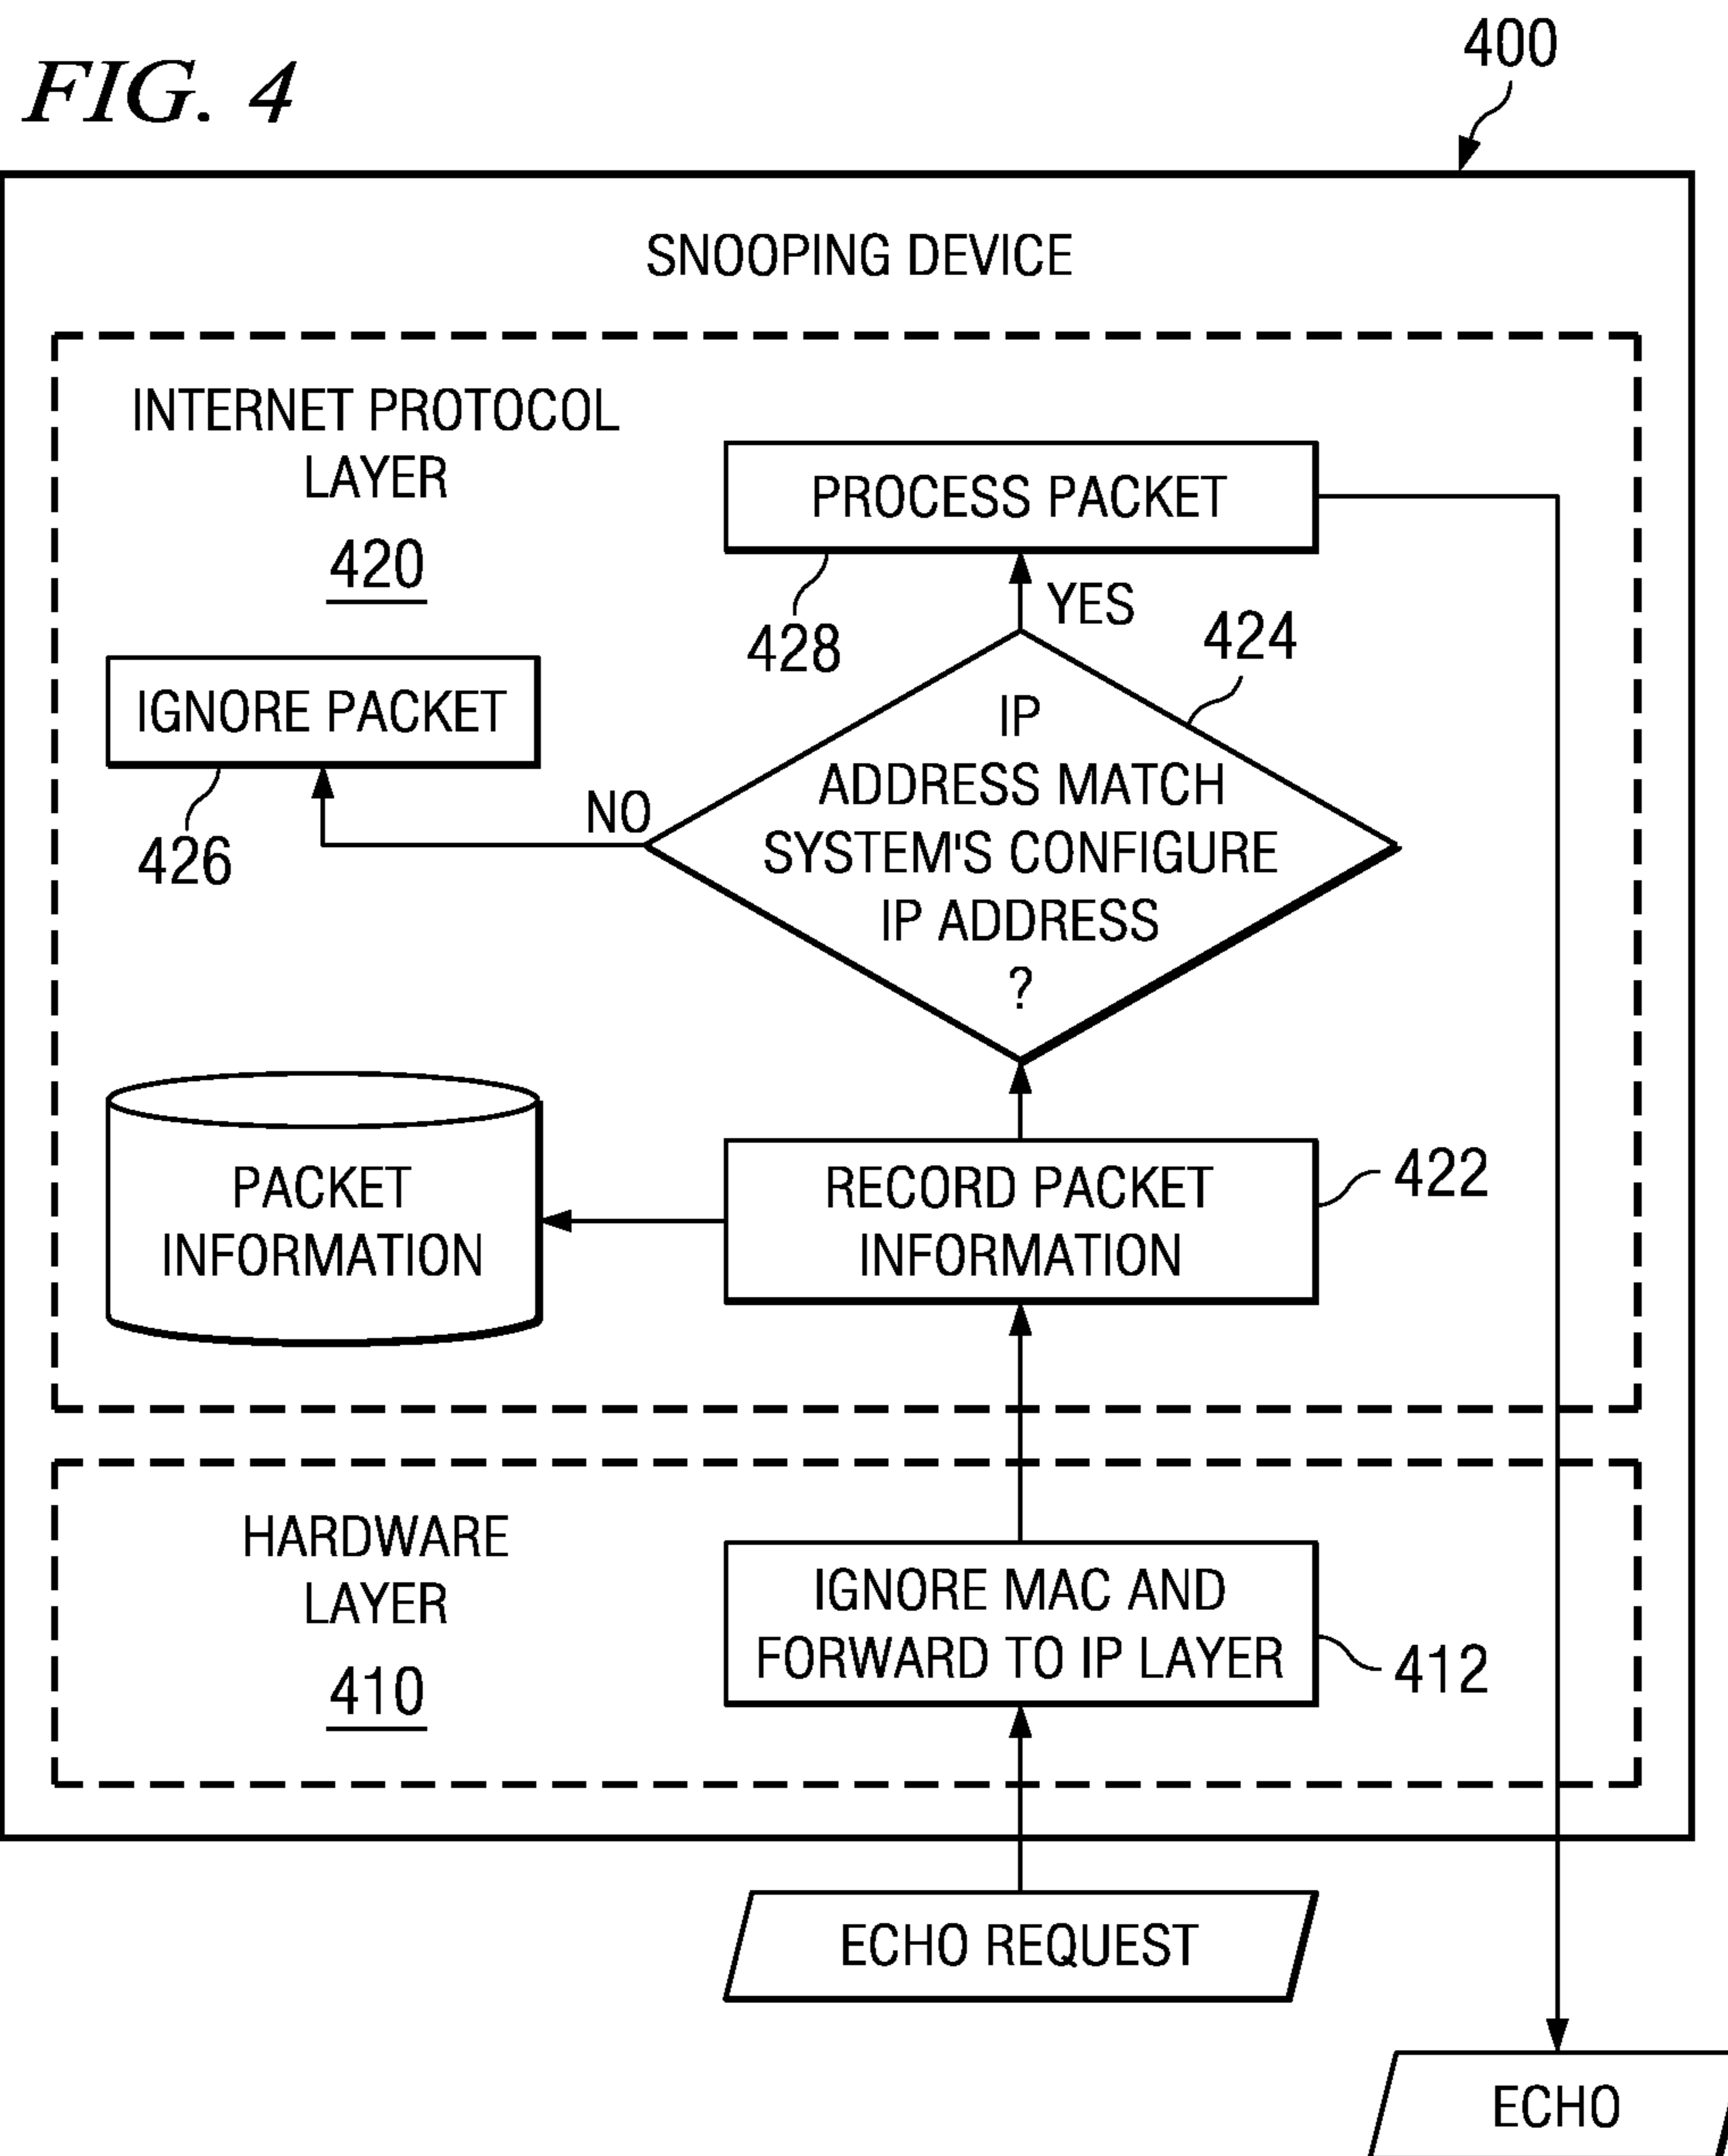 FIG. 4
400
SNOOPING DEVICE
INTERNET PROTOCOL
LAYER
420
PROCESS PACKET
428
YES
424
IGNORE PACKET
426
NO
IP
ADDRESS MATCH
SYSTEM'S CONFIGURE
IP ADDRESS
?
PACKET
INFORMATION
RECORD PACKET
INFORMATION
422
HARDWARE
LAYER
410
IGNORE MAC AND
FORWARD TO IP LAYER
412
ECHO REQUEST
ECHO